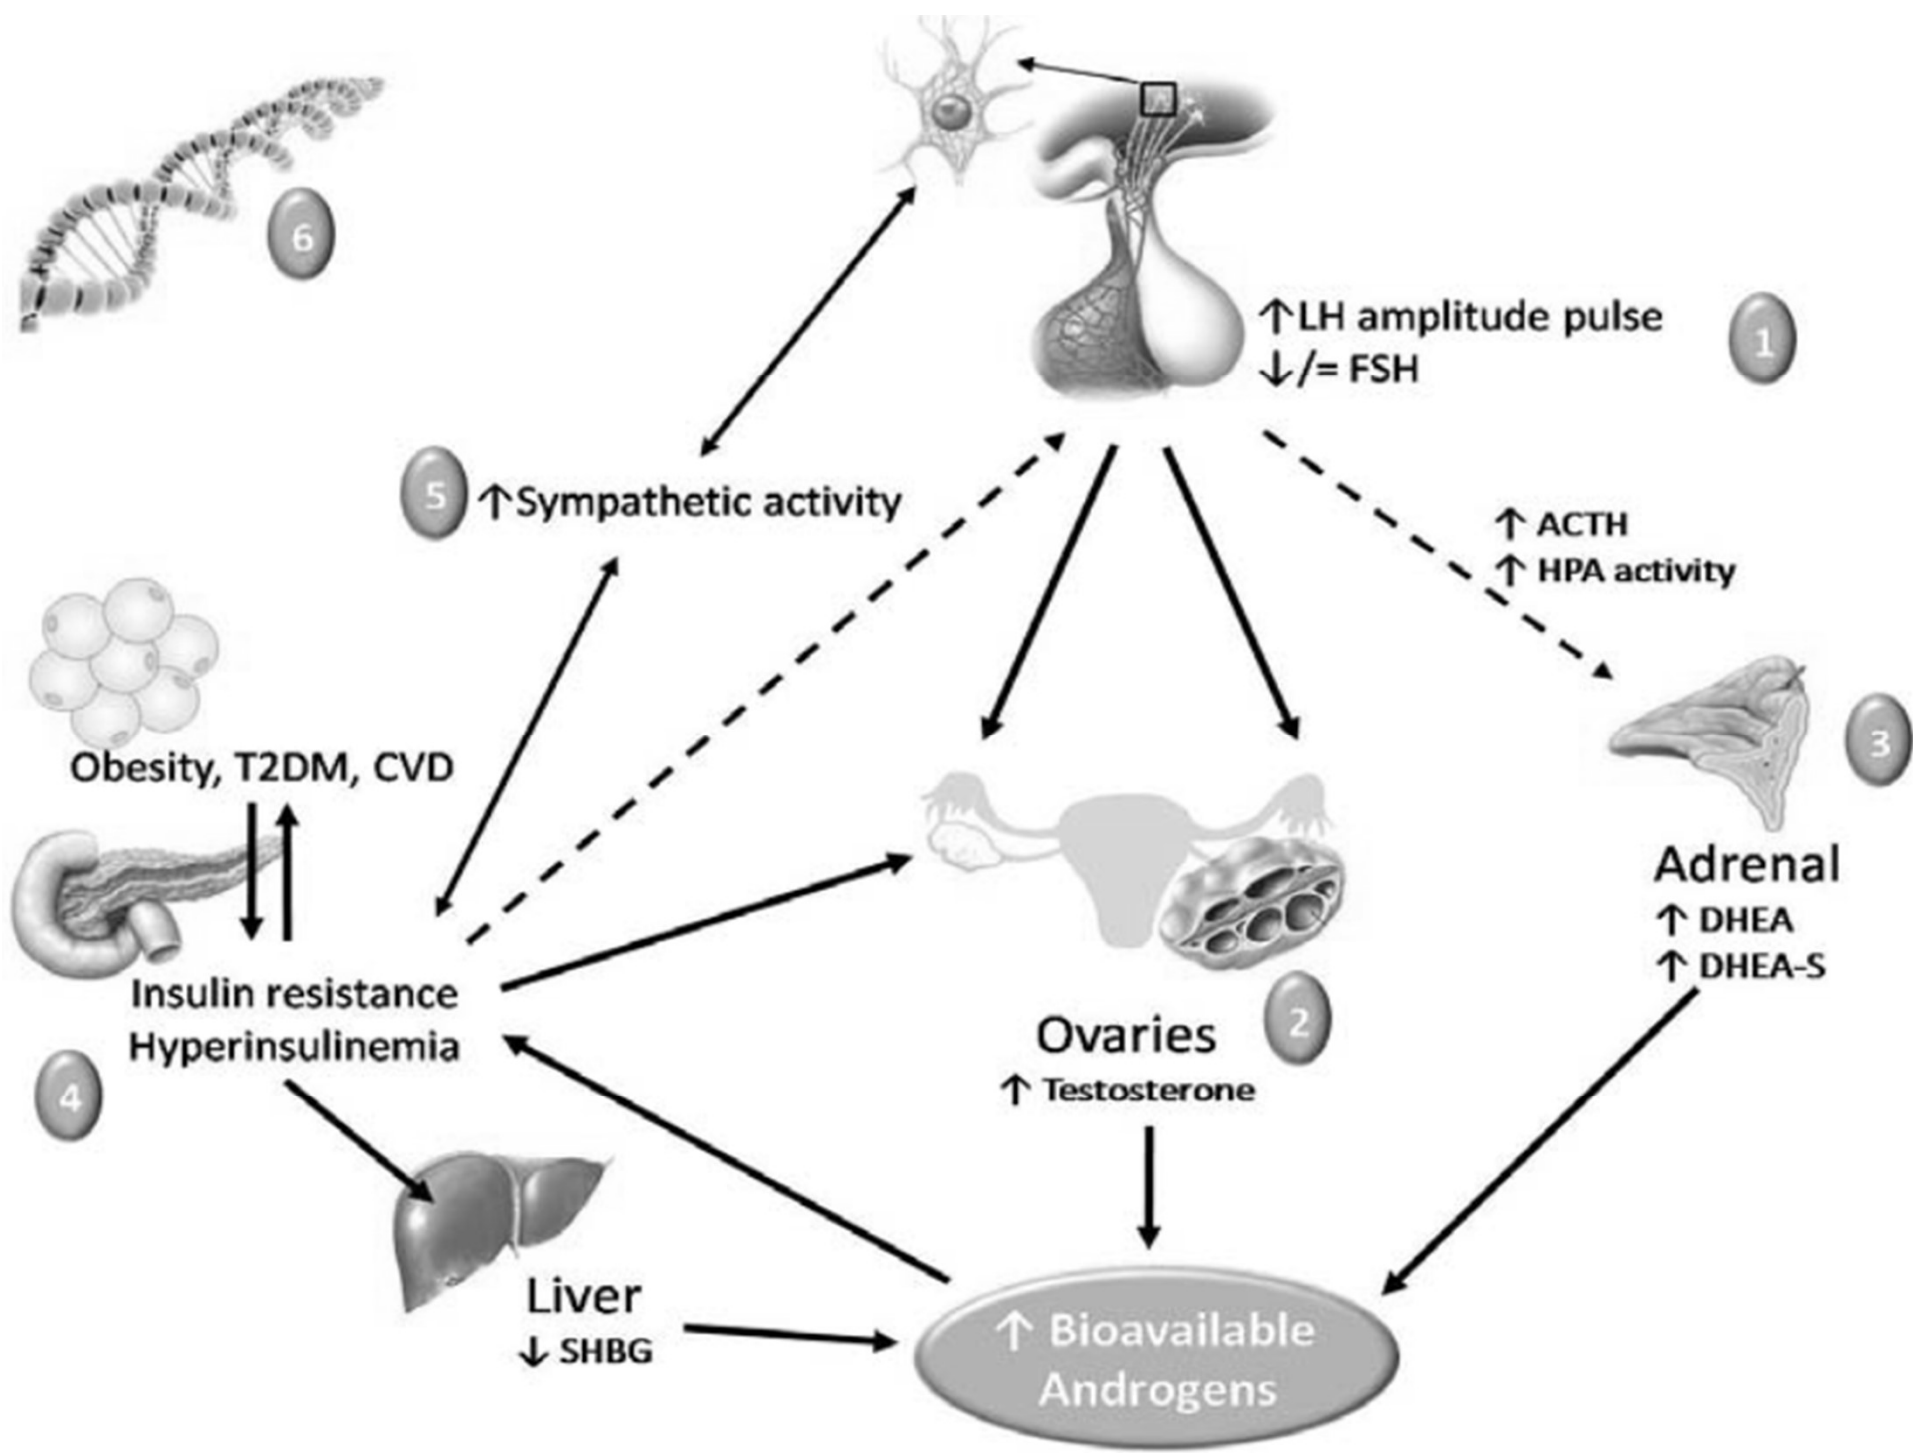 6
↑LH amplitude pulse
↓/= FSH
1
5
↑Sympathetic activity
↑ ACTH
↑ HPA activity
3
Obesity, T2DM, CVD
Adrenal
↑ DHEA
↑ DHEA-S
Insulin resistance
Hyperinsulinemia
4
2
Ovaries
↑ Testosterone
Liver
↓ SHBG
↑ Bioavailable
Androgens